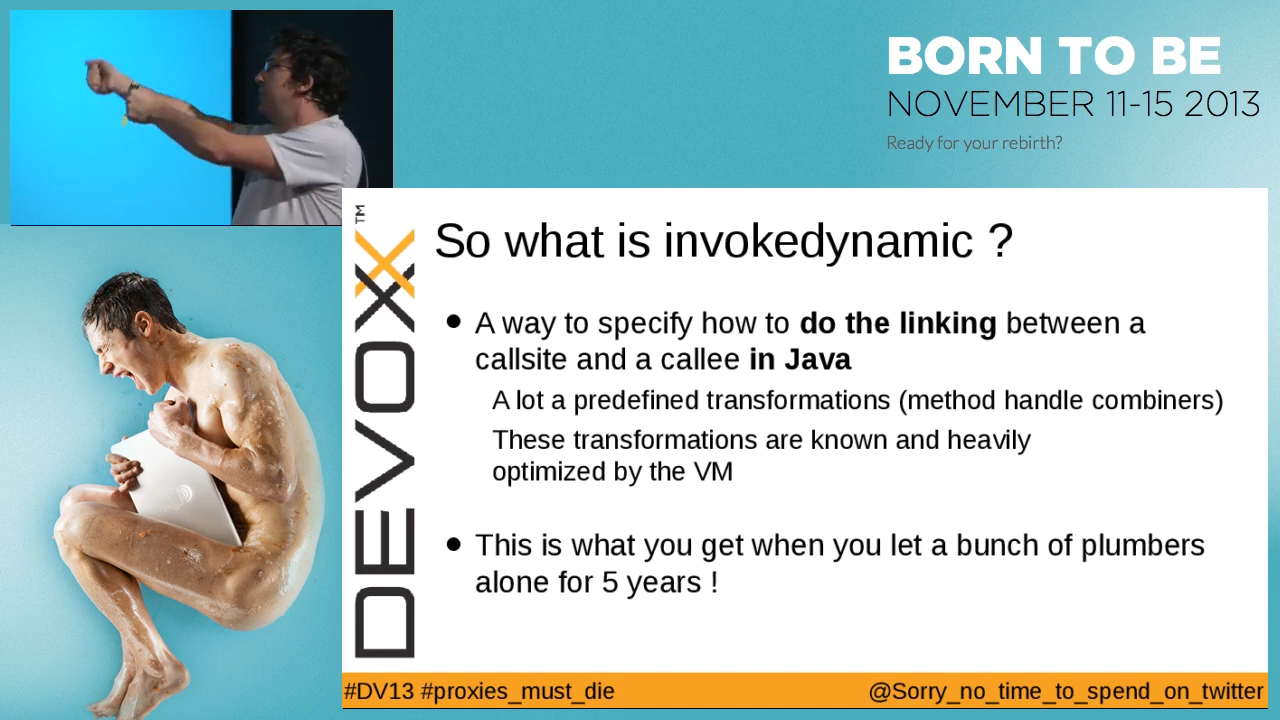 BORN TO BE
NOVEMBER 11-15 2013
Ready for your rebirth?
DEVOXX™
So what is invokedynamic ?
A way to specify how to do the linking between a
callsite and a callee in Java
A lot a predefined transformations (method handle combiners)
These transformations are known and heavily
optimized by the VM
This is what you get when you let a bunch of plumbers
alone for 5 years !
#DV13 #proxies_must_die
@Sorry_no_time_to_spend_on_twitter